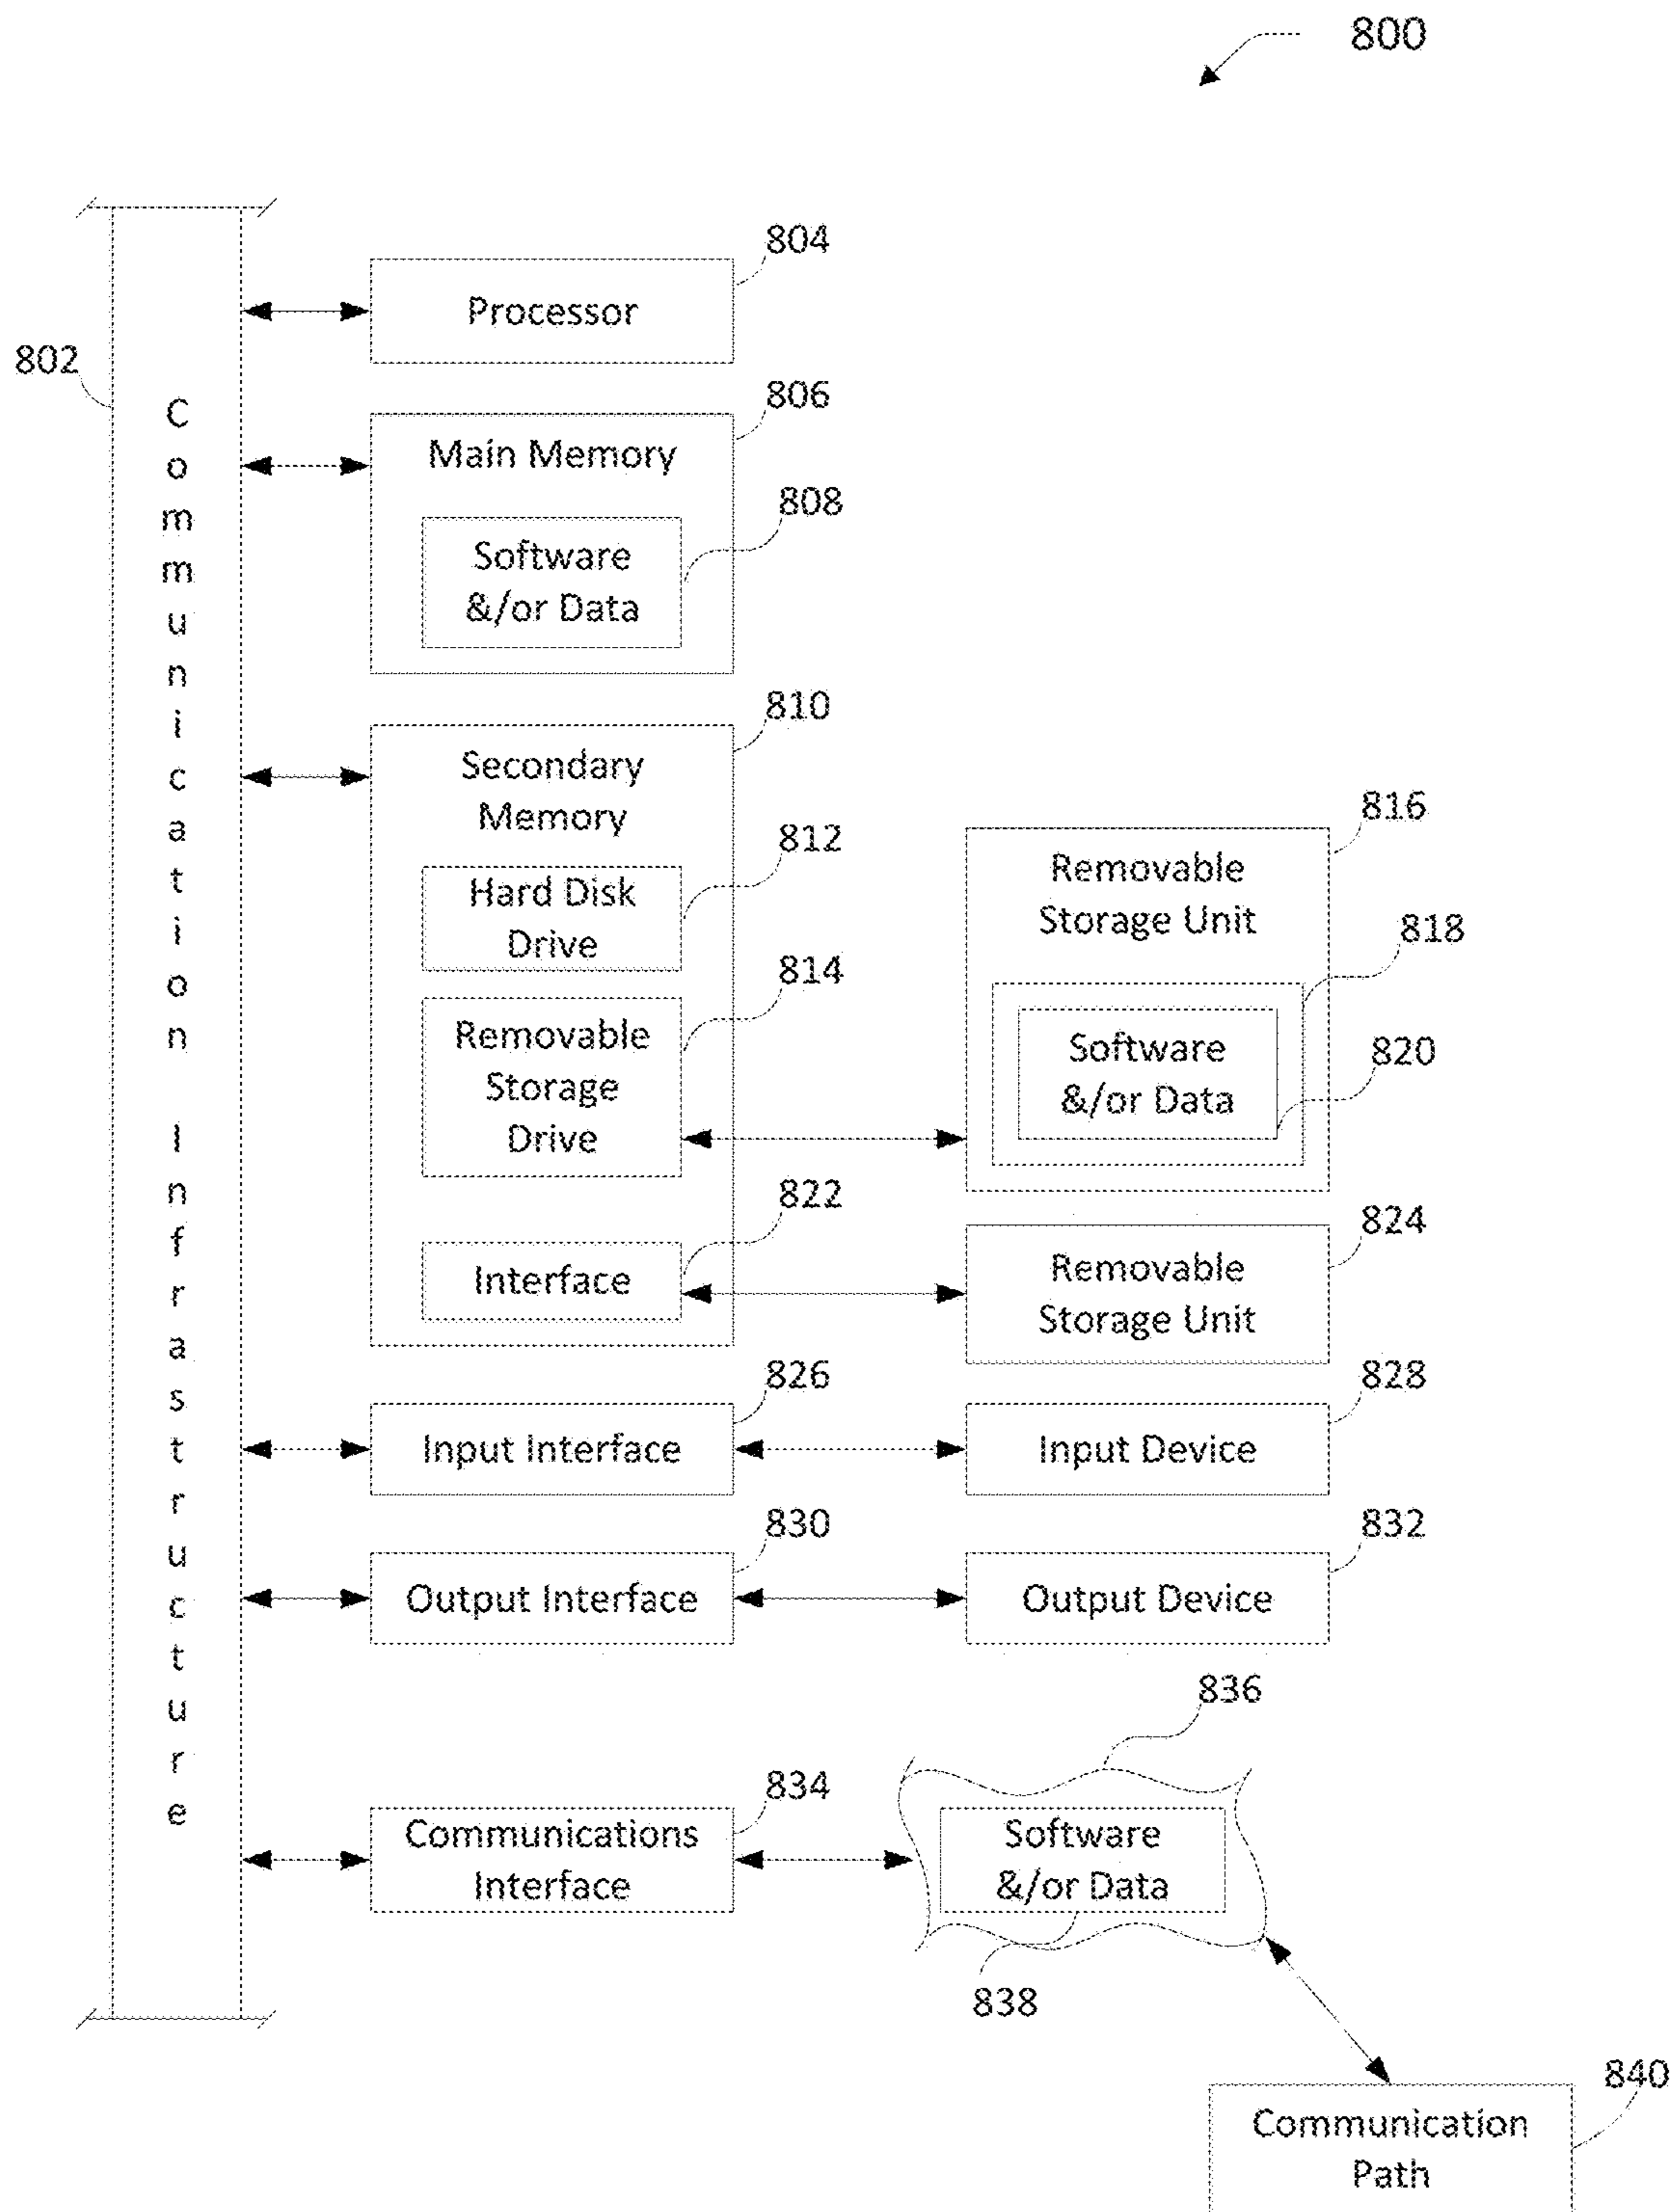 800
804
Processor
802
806
Main Memory
808
Software
&/or Data
Communication Infrastructure
810
Secondary
Memory
812
Hard Disk
Drive
814
Removable
Storage
Drive
816
Removable
Storage Unit
818
Software
&/or Data
820
822
Interface
824
Removable
Storage Unit
826
Input Interface
828
Input Device
830
Output Interface
832
Output Device
834
Communications
Interface
836
Software
&/or Data
838
840
Communication
Path